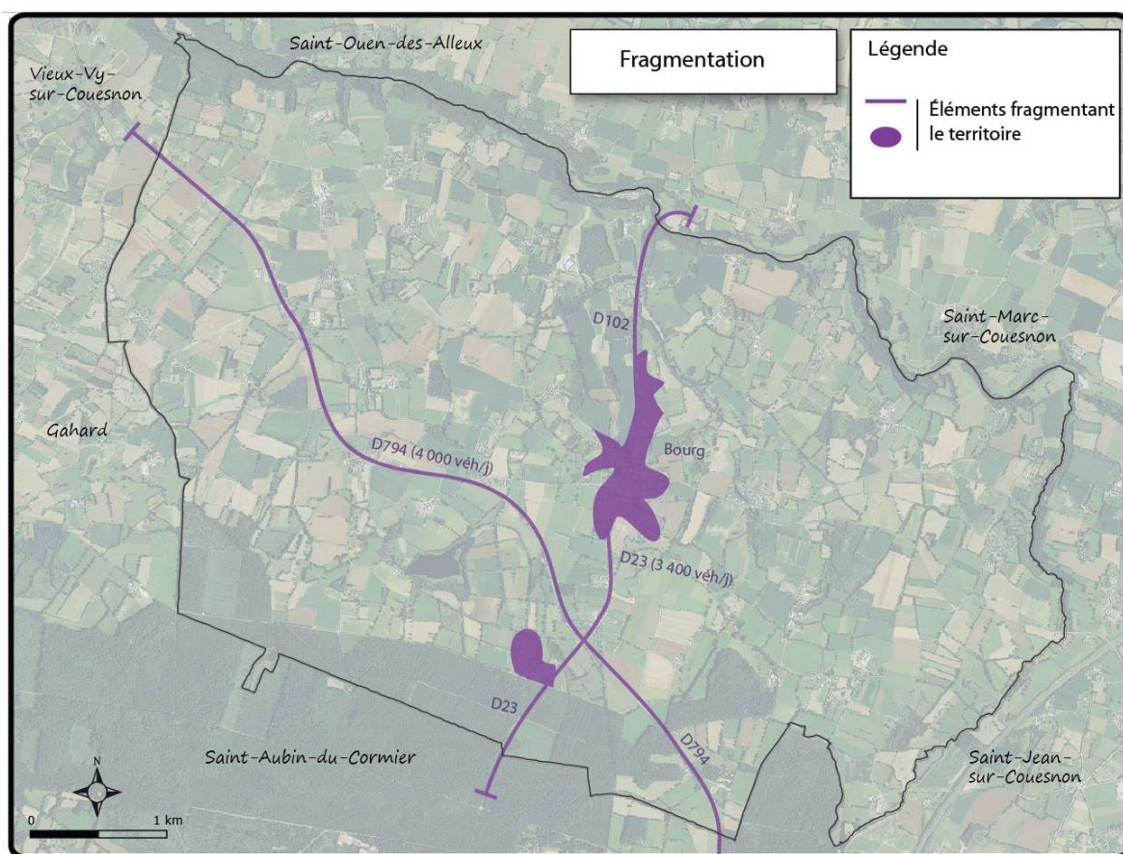 Saint-Ouen-des-Alleux
Fragmentation
Légende
Éléments fragmentant
le territoire
Vieux-Vy-
sur-Couesnon
D102
Saint-Marc-
sur-Couesnon
Gahard
D794 (4 000 véh/j)
Bourg
D23 (3 400 véh/j)
D23
D794
Saint-Aubin-du-Cormier
Saint-Jean-
sur-Couesnon
N
0 1 km